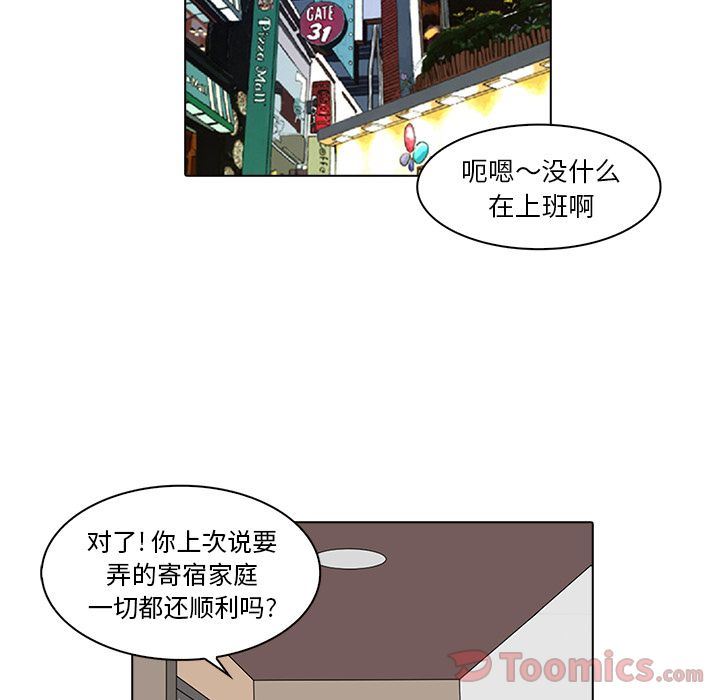 GATE
31
Pizza Mall
呃嗯～没什么
在上班啊
对了! 你上次说要
弄的寄宿家庭
一切都还顺利吗?
Toomics.com